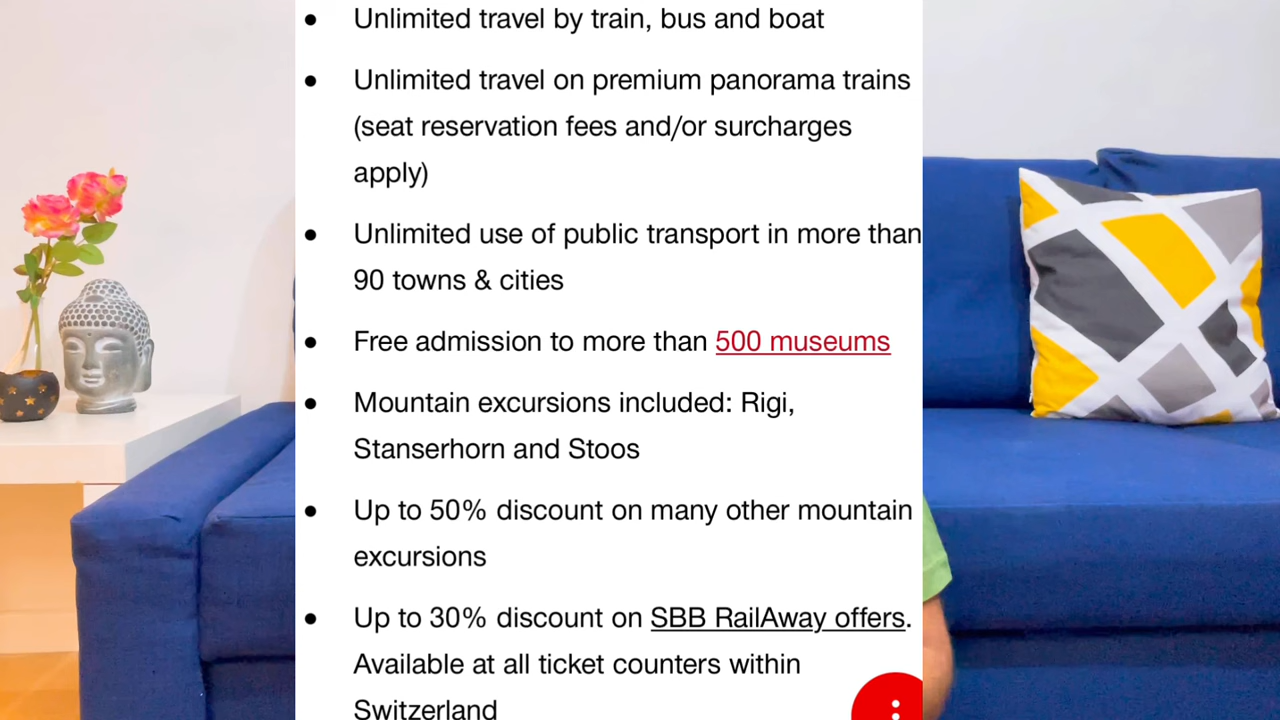 ● Unlimited travel by train, bus and boat
● Unlimited travel on premium panorama trains
(seat reservation fees and/or surcharges
apply)
● Unlimited use of public transport in more than
90 towns & cities
● Free admission to more than 500 museums
● Mountain excursions included: Rigi,
Stanserhorn and Stoos
● Up to 50% discount on many other mountain
excursions
● Up to 30% discount on SBB RailAway offers.
Available at all ticket counters within
Switzerland